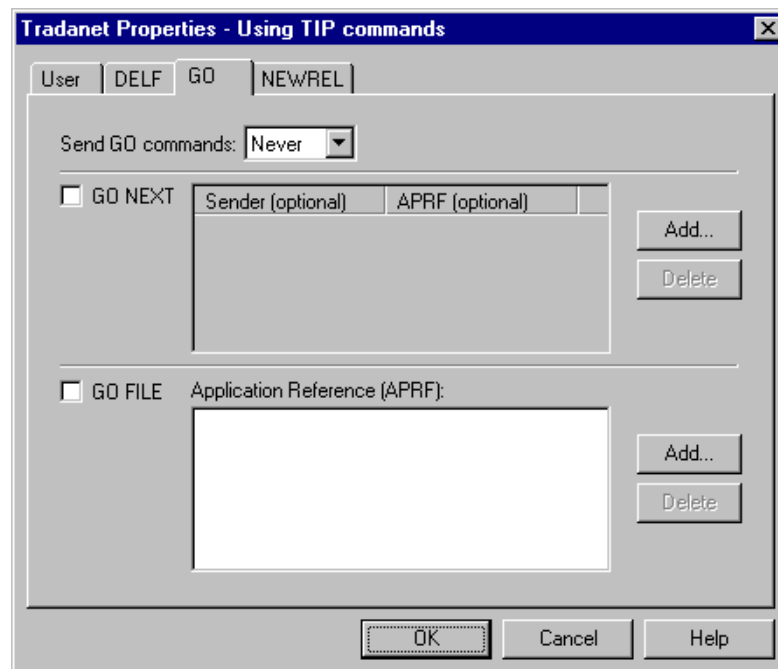 Tradanet Properties - Using TIP commands
User DELF GO NEWREL
Send GO commands: Never
GO NEXT Sender (optional) APRF (optional)
Add...
Delete
GO FILE Application Reference (APRF):
Add...
Delete
OK Cancel Help